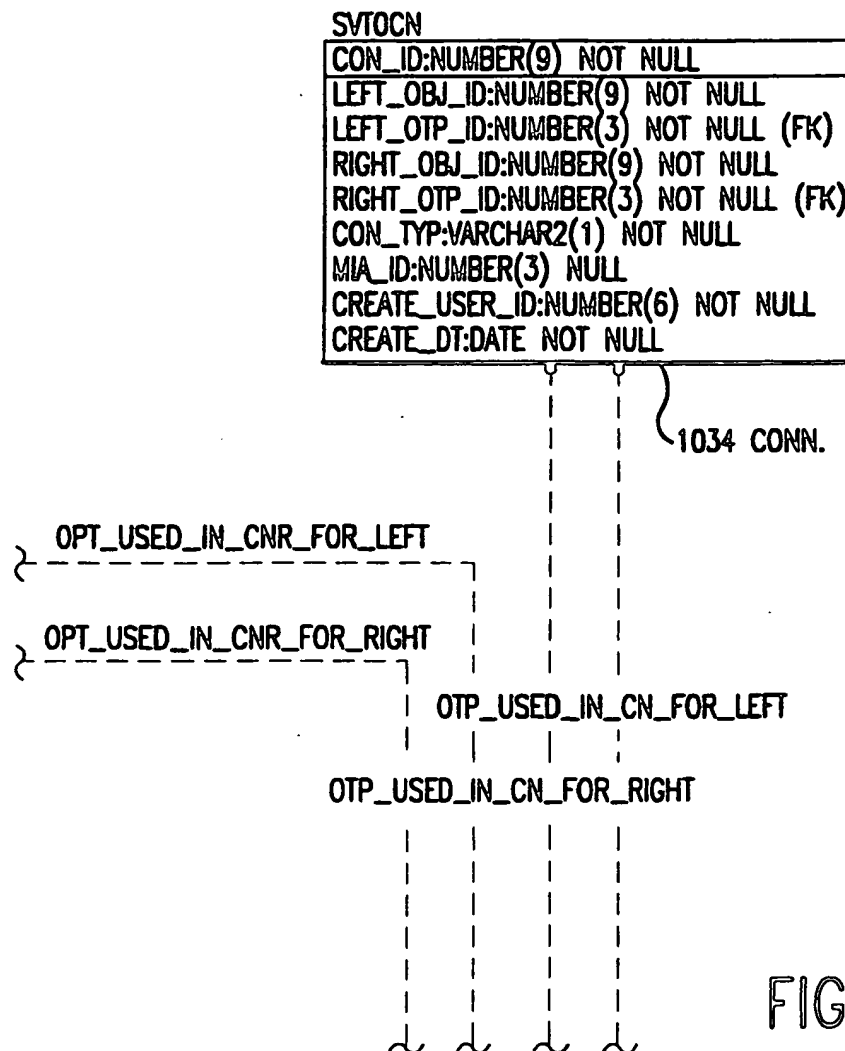 SVTOCN
CON_ID:NUMBER(9) NOT NULL
LEFT_OBJ_ID:NUMBER(9) NOT NULL
LEFT_OTP_ID:NUMBER(3) NOT NULL (FK)
RIGHT_OBJ_ID:NUMBER(9) NOT NULL
RIGHT_OTP_ID:NUMBER(3) NOT NULL (FK)
CON_TYP:VARCHAR2(1) NOT NULL
MIA_ID:NUMBER(3) NULL
CREATE_USER_ID:NUMBER(6) NOT NULL
CREATE_DT:DATE NOT NULL
1034 CONN.
OPT_USED_IN_CNR_FOR_LEFT
OPT_USED_IN_CNR_FOR_RIGHT
OTP_USED_IN_CN_FOR_LEFT
OTP_USED_IN_CN_FOR_RIGHT
FIG